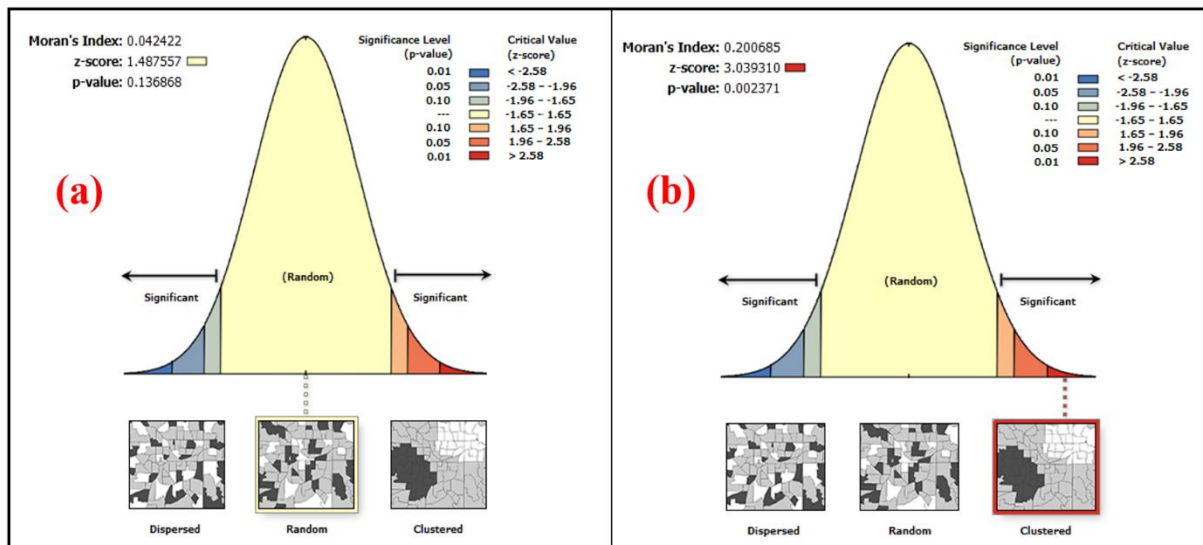 Moran's Index: 0.042422
z-score: 1.487557
p-value: 0.136868
Significance Level
(p-value)
Critical Value
(z-score)
0.01 < -2.58
0.05 -2.58 – -1.96
0.10 -1.96 – -1.65
--- -1.65 – 1.65
0.10 1.65 – 1.96
0.05 1.96 – 2.58
0.01 > 2.58
(a)
(Random)
Significant
Significant
Dispersed
Random
Clustered
Moran's Index: 0.200685
z-score: 3.039310
p-value: 0.002371
Significance Level
(p-value)
Critical Value
(z-score)
0.01 < -2.58
0.05 -2.58 – -1.96
0.10 -1.96 – -1.65
--- -1.65 – 1.65
0.10 1.65 – 1.96
0.05 1.96 – 2.58
0.01 > 2.58
(b)
(Random)
Significant
Significant
Dispersed
Random
Clustered